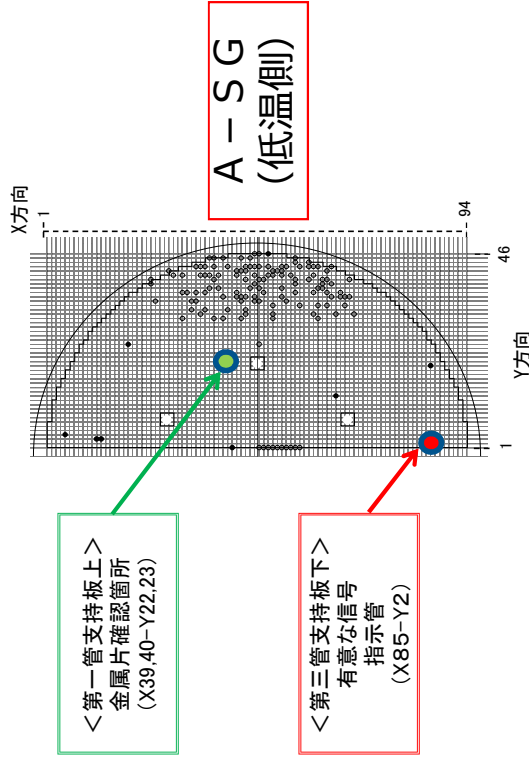 A－SG
(低温側)
X方向
1
94
46
1
Y方向
＜第一管支持板上＞
金属片確認箇所
(X39,40-Y22,23)
＜第三管支持板下＞
有意な信号
指示管
(X85-Y2)